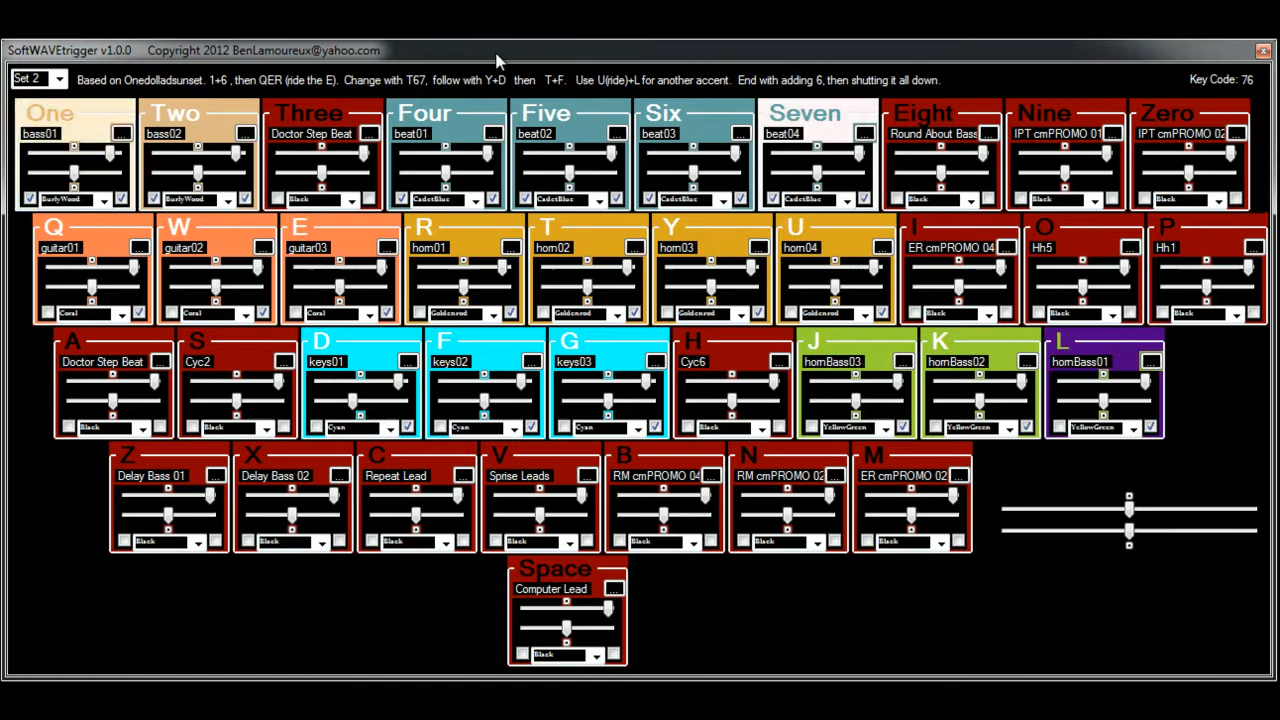 SoftWAVEtrigger v1.0.0 Copyright 2012 BenLamoureux@yahoo.com x
Set 2 Based on Onedolladsunset. 1+6 , then QER (ride the E). Change with T67, follow with Y+D then T+F. Use U(ride)+L for another accent. End with adding 6, then shutting it all down. Key Code: 76
One Two Three Four Five Six Seven Eight Nine Zero
bass01 ... bass02 ... Doctor Step Beat ... beat01 ... beat02 ... beat03 ... beat04 ... Round About Bass ... IPT cmPROMO 01 ... IPT cmPROMO 02 ...
BurlyWood BurlyWood Black CadetBlue CadetBlue CadetBlue CadetBlue Black Black Black
Q W E R T Y U I O P
guitar01 ... guitar02 ... guitar03 ... horn01 ... horn02 ... horn03 ... horn04 ... ER cmPROMO 04 ... Hh5 ... Hh1 ...
Coral Coral Coral Goldenrod Goldenrod Goldenrod Goldenrod Black Black Black
A S D F G H J K L
Doctor Step Beat ... Cyc2 ... keys01 ... keys02 ... keys03 ... Cyc6 ... hornBass03 ... hornBass02 ... hornBass01 ...
Black Black Cyan Cyan Cyan Black YellowGreen YellowGreen YellowGreen
Z X C V B N M
Delay Bass 01 ... Delay Bass 02 ... Repeat Lead ... Sprise Leads ... RM cmPROMO 04 ... RM cmPROMO 02 ... ER cmPROMO 02 ...
Black Black Black Black Black Black Black
Space
Computer Lead ...
Black